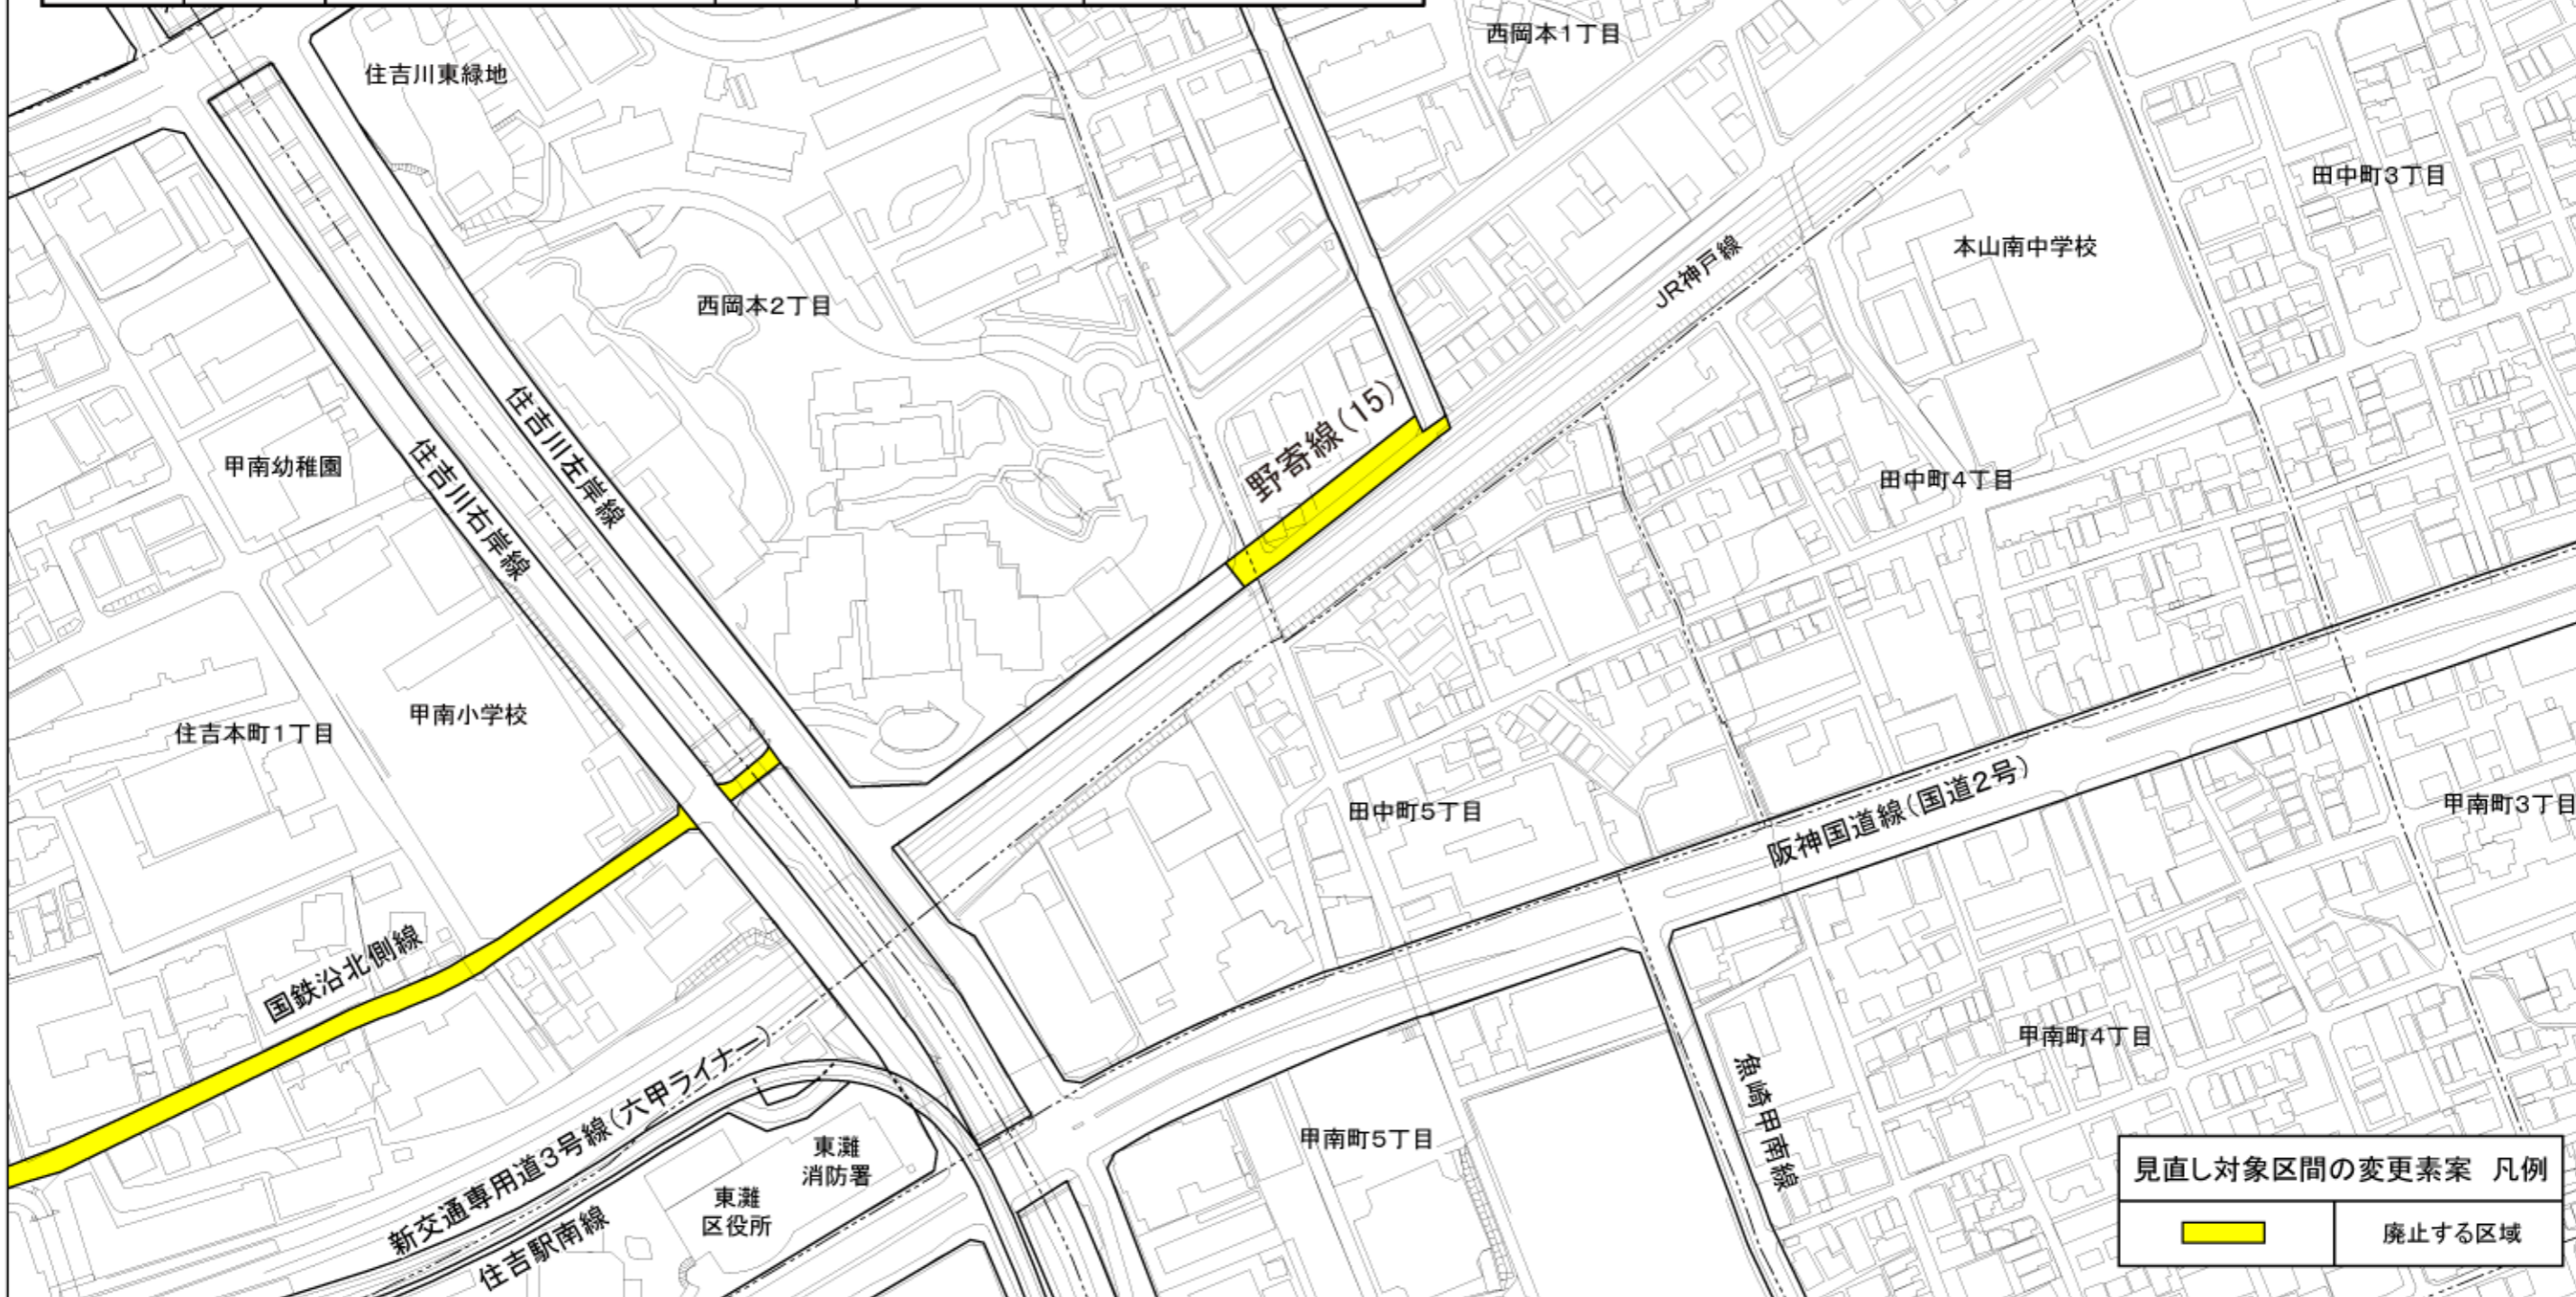 西岡本1丁目
住吉川東緑地
田中町3丁目
本山南中学校
JR神戸線
西岡本2丁目
野寄線(15)
住吉川左岸線
甲南幼稚園
住吉川右岸線
田中町4丁目
甲南小学校
住吉本町1丁目
田中町5丁目
阪神国道線(国道2号)
甲南町3丁目
国鉄沿北側線
甲南町4丁目
魚崎甲南線
新交通専用道3号線(六甲ライナー)
甲南町5丁目
東灘
消防署
東灘
区役所
住吉駅南線
見直し対象区間の変更素案 凡例
廃止する区域